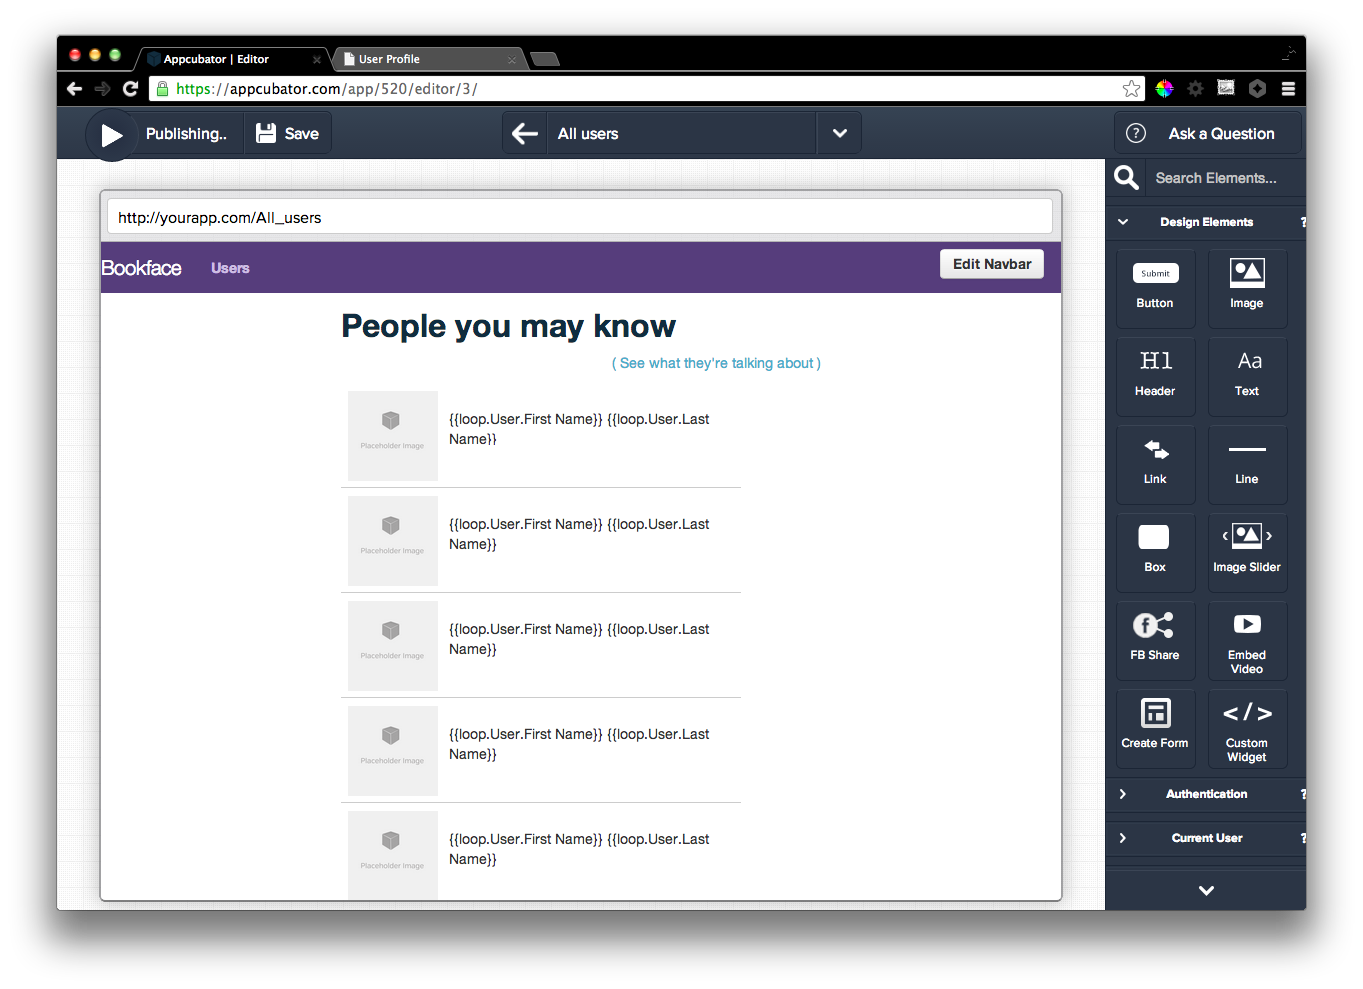 Appcubator | Editor
User Profile
https://appcubator.com/app/520/editor/3/
Publishing..
Save
All users
? Ask a Question
Search Elements...
http://yourapp.com/All_users
Design Elements ?
Bookface
Users
Edit Navbar
Submit
Button
Image
People you may know
( See what they're talking about )
H1
Header
Aa
Text
Placeholder Image
{{loop.User.First Name}} {{loop.User.Last
Name}}
Link
Line
Placeholder Image
{{loop.User.First Name}} {{loop.User.Last
Name}}
Box
Image Slider
Placeholder Image
{{loop.User.First Name}} {{loop.User.Last
Name}}
f
FB Share
Embed
Video
Placeholder Image
{{loop.User.First Name}} {{loop.User.Last
Name}}
Create Form
</>
Custom
Widget
Placeholder Image
{{loop.User.First Name}} {{loop.User.Last
Name}}
Authentication ?
Current User ?